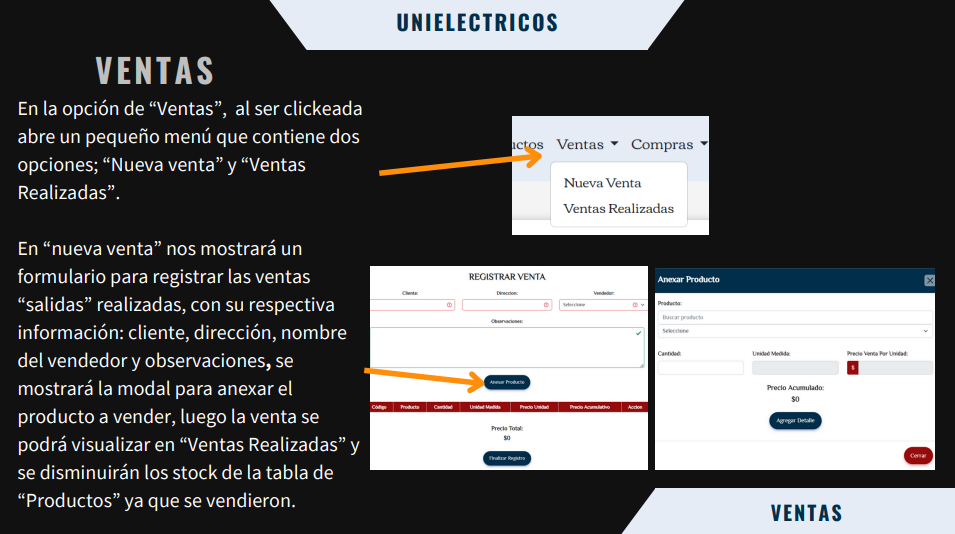 UNIELECTRICOS
VENTAS
En la opción de “Ventas”,  al ser clickeada
abre un pequeño menú que contiene dos
opciones; “Nueva venta” y “Ventas
Realizadas”.
En “nueva venta” nos mostrará un
formulario para registrar las ventas
“salidas” realizadas, con su respectiva
información: cliente, dirección, nombre
del vendedor y observaciones, se
mostrará la modal para anexar el
producto a vender, luego la venta se
podrá visualizar en “Ventas Realizadas” y
se disminuirán los stock de la tabla de
“Productos” ya que se vendieron.
uctos Ventas Compras
Nueva Venta
Ventas Realizadas
REGISTRAR VENTA
Cliente: Direccion: Vendedor:
Seleccione
Observaciones:
Anexar Producto
Código Producto Cantidad Unidad Medida Precio Unidad Precio Acumulativo Accion
Precio Total:
$0
Finalizar Registro
Anexar Producto
Producto:
Buscar producto
Seleccione
Cantidad: Unidad Medida: Precio Venta Por Unidad:
$
Precio Acumulado:
$0
Agregar Detalle
Cerrar
VENTAS